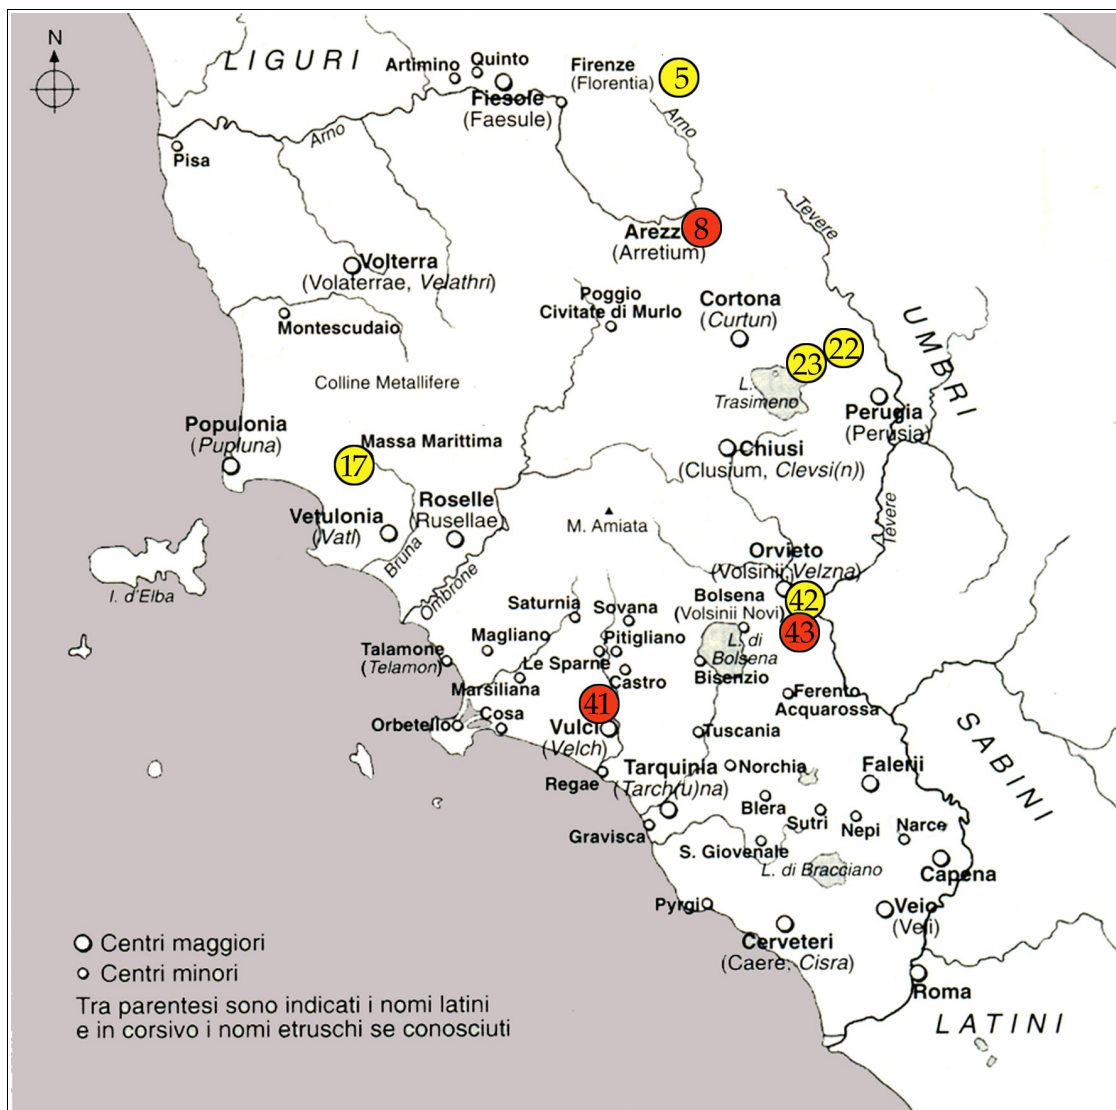 N
LIGURI
Artimino
Quinto
Firenze
(Florentia)
5
Fiesole
(Faesule)
Arno
Arno
Pisa
Tevere
Arezz
8
(Arretium)
Volterra
(Volaterrae, Velathri)
Poggio
Civitate di Murlo
Cortona
(Curtun)
UMBRI
Montescudaio
22
23
Colline Metallifere
L.
Trasimeno
Perugia
(Perusia)
Populonia
(Pupluna)
Massa Marittima
17
Chiusi
(Clusium, Clevsi(n))
Roselle
(Rusellae)
Vetulonia
(Vatl)
Bruna
Ombrone
M. Amiata
Tevere
Orvieto
(Volsinii, Velzna)
I. d'Elba
Bolsena
(Volsinii Novi)
42
43
Saturnia
Sovana
Magliano
Pitigliano
L. di
Bolsena
Talamone
(Telamon)
Le Sparne
Bisenzio
Marsiliana
Castro
Ferento
Acquarossa
41
Orbetello
Cosa
Vulci
(Velch)
Tuscania
SABINI
Regae
Tarquinia
(Tarch(u)na)
Norchia
Falerii
Blera
Sutri
Nepi
Narce
Gravisca
S. Giovenale
L. di Bracciano
Capena
Pyrgi
Veio
(Veii)
Cerveteri
(Caere, Cisra)
Roma
LATINI
Centri maggiori
Centri minori
Tra parentesi sono indicati i nomi latini
e in corsivo i nomi etruschi se conosciuti